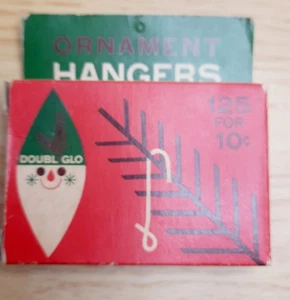 ORNAMENT
HANGERS
125
FOR
10¢
DOUBL GLO